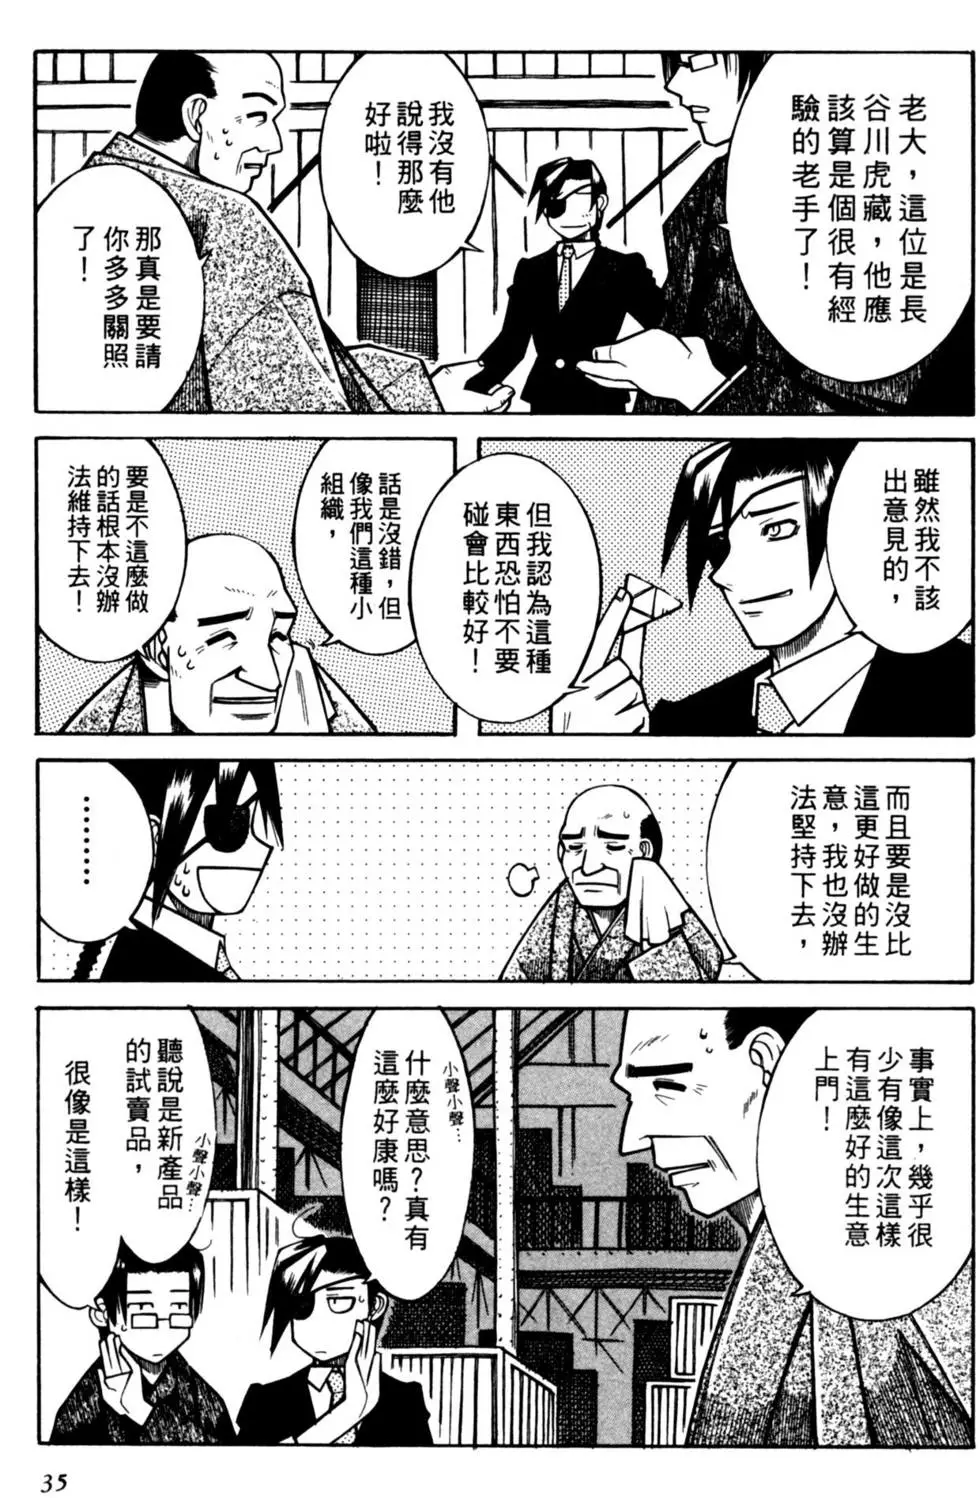 老大，這位是長
谷川虎藏，他應
該算是個很有經
驗的老手了！
我沒有他
說得那麼
好啦！
那真是要請
你多多關照
了！
雖然我不該
出意見的，
但我認為這種
東西恐怕不要
碰會比較好！
話是沒錯，但
像我們這種小
組織，
要是不這麼做
的話根本沒辦
法維持下去！
而且要是沒比
這更好做的生
意，我也沒辦
法堅持下去，
………
事實上，幾乎很
少有像這次這樣
有這麼好的生意
上門！
小聲小聲…
什麼意思？真有
這麼好康嗎？
小聲小聲…
聽說是新產品
的試賣品，
很像是這樣！
35